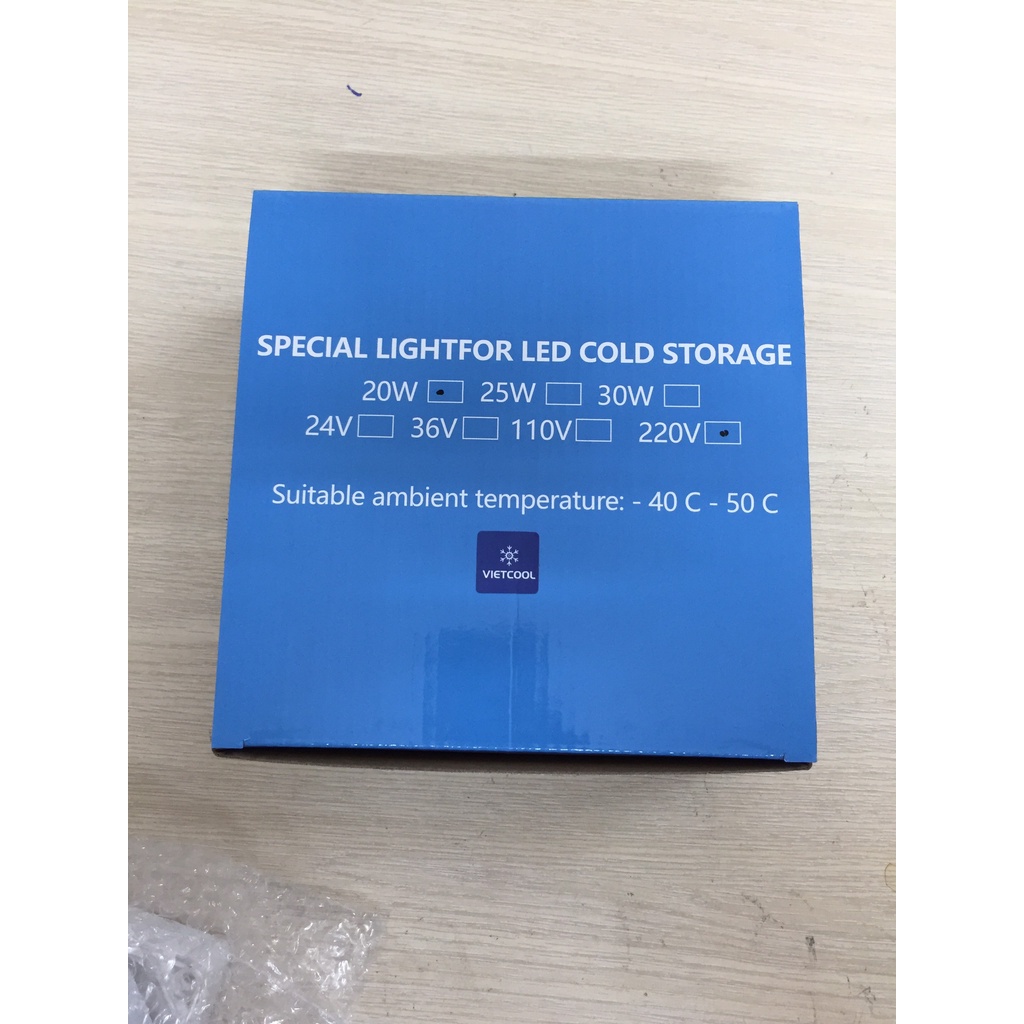 SPECIAL LIGHTFOR LED COLD STORAGE
20W 25W 30W
24V 36V 110V 220V
Suitable ambient temperature: - 40 C - 50 C
VIETCOOL